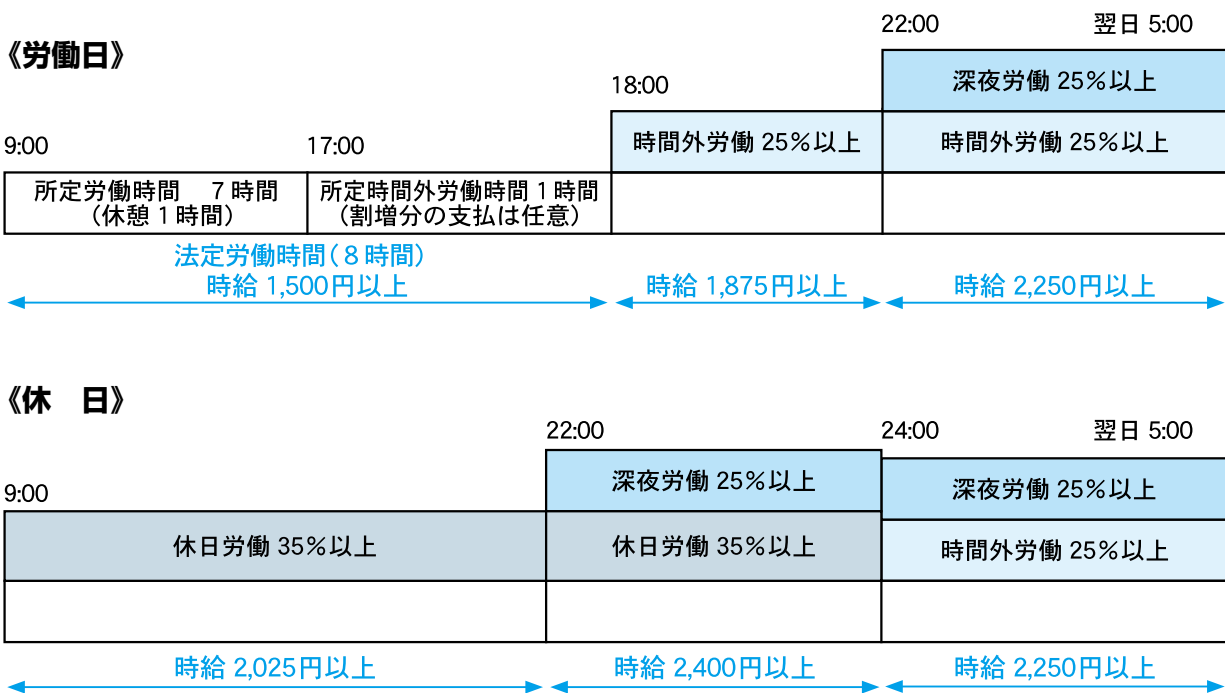 《労働日》
22:00 翌日 5:00
深夜労働 25%以上
18:00
時間外労働 25%以上 時間外労働 25%以上
9:00 17:00
所定労働時間　7時間 所定時間外労働時間1時間
(休憩1時間) (割増分の支払は任意)
法定労働時間(8時間)
時給 1,500円以上 時給 1,875円以上 時給 2,250円以上
《休　日》
22:00 24:00 翌日 5:00
深夜労働 25%以上 深夜労働 25%以上
9:00
休日労働 35%以上 休日労働 35%以上 時間外労働 25%以上
時給 2,025円以上 時給 2,400円以上 時給 2,250円以上